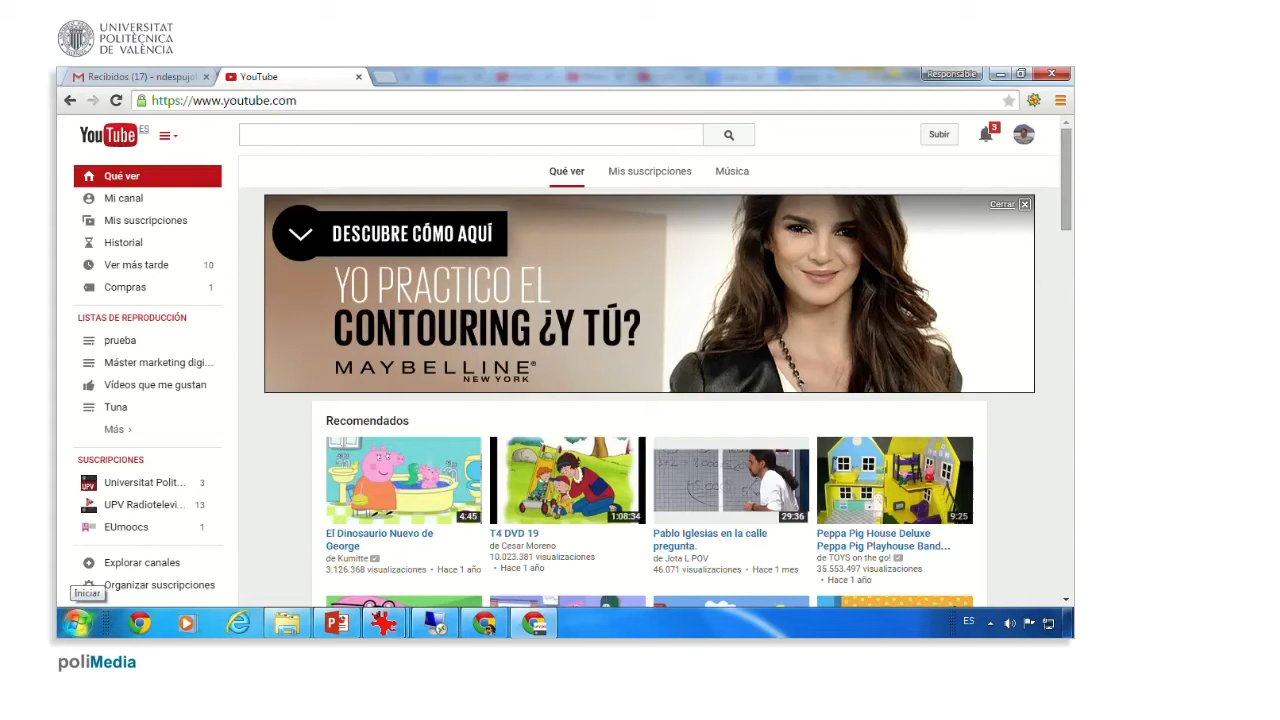 UNIVERSITAT
POLITÈCNICA
DE VALÈNCIA
Recibidos (17) - ndespujol
YouTube
Responsable
https://www.youtube.com
YouTube ES
Subir
3
Qué ver
Mis suscripciones
Música
Qué ver
Mi canal
Mis suscripciones
Historial
Ver más tarde 10
Compras 1
LISTAS DE REPRODUCCIÓN
prueba
Máster marketing digi...
Vídeos que me gustan
Tuna
Más ›
SUSCRIPCIONES
Universitat Polit... 3
UPV Radiotelevi... 13
EUmoocs 1
Explorar canales
Organizar suscripciones
Iniciar
Cerrar
DESCUBRE CÓMO AQUÍ
YO PRACTICO EL
CONTOURING ¿Y TÚ?
MAYBELLINE®
NEW YORK
Recomendados
4:45
El Dinosaurio Nuevo de
George
de Kumitte
3.126.368 visualizaciones • Hace 1 año
1:08:34
T4 DVD 19
de Cesar Moreno
10.023.381 visualizaciones
• Hace 1 año
29:36
Pablo Iglesias en la calle
pregunta.
de Jota L POV
46.071 visualizaciones • Hace 1 mes
9:25
Peppa Pig House Deluxe
Peppa Pig Playhouse Band...
de TOYS on the go!
35.553.497 visualizaciones
• Hace 1 año
ES
poliMedia